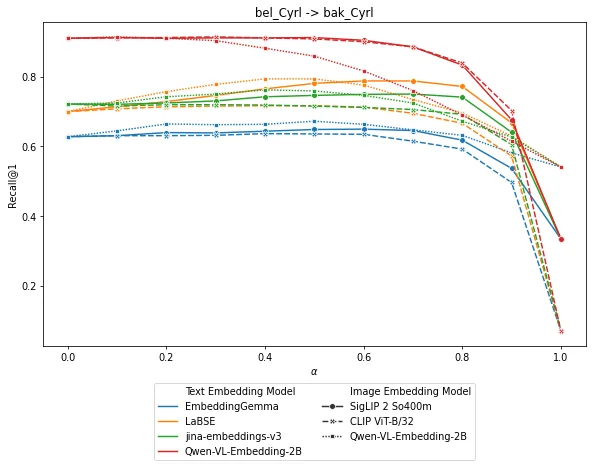 bel_Cyrl -> bak_Cyrl
Recall@1
0.8
0.6
0.4
0.2
0.0 0.2 0.4 0.6 0.8 1.0
α
Text Embedding Model
EmbeddingGemma
LaBSE
jina-embeddings-v3
Qwen-VL-Embedding-2B
Image Embedding Model
SigLIP 2 So400m
CLIP ViT-B/32
Qwen-VL-Embedding-2B